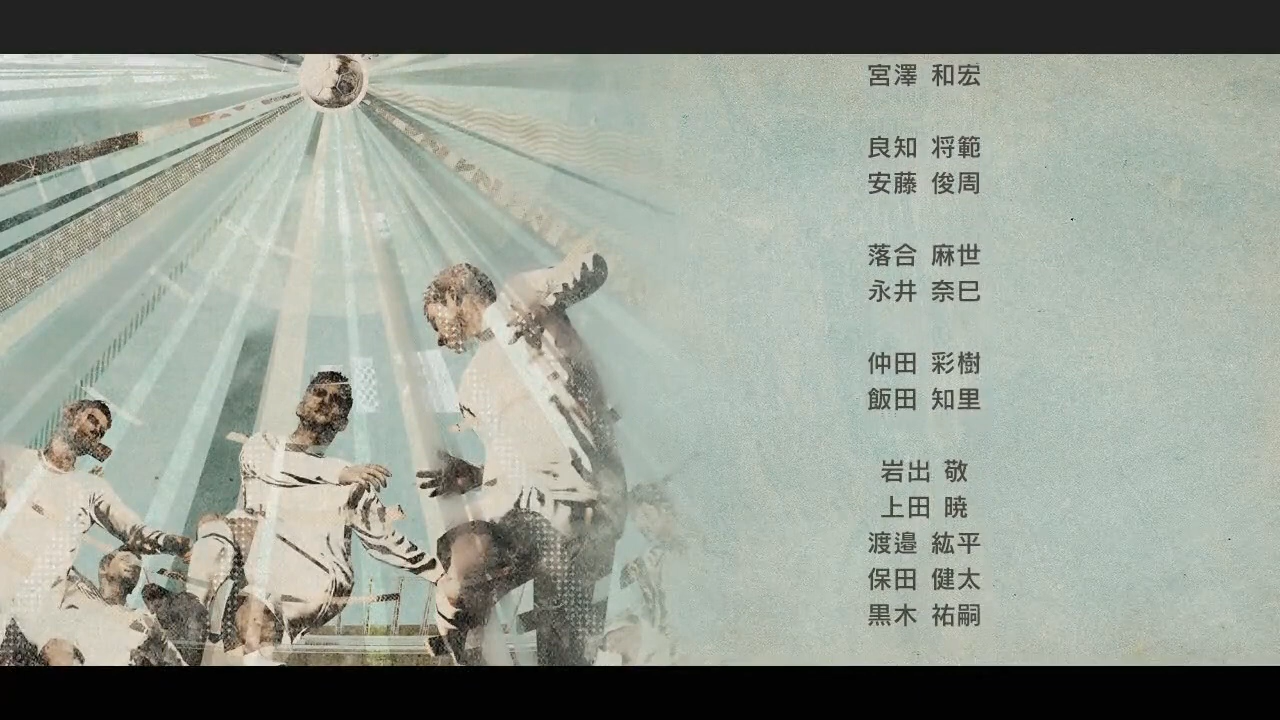 宮澤 和宏
良知 将範
安藤 俊周
落合 麻世
永井 奈巳
仲田 彩樹
飯田 知里
岩出 敬
上田 暁
渡邉 紘平
保田 健太
黒木 祐嗣